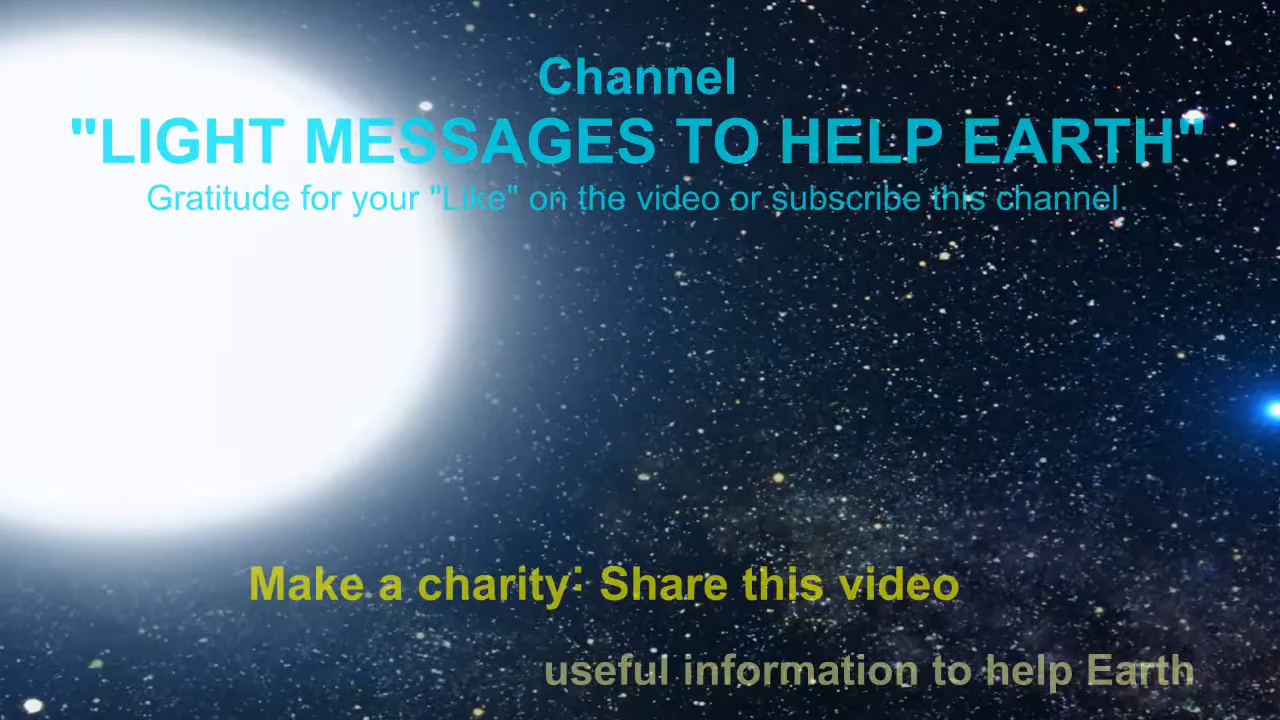 Channel
"LIGHT MESSAGES TO HELP EARTH"
Gratitude for your "Like" on the video or subscribe this channel.
Make a charity: Share this video
useful information to help Earth